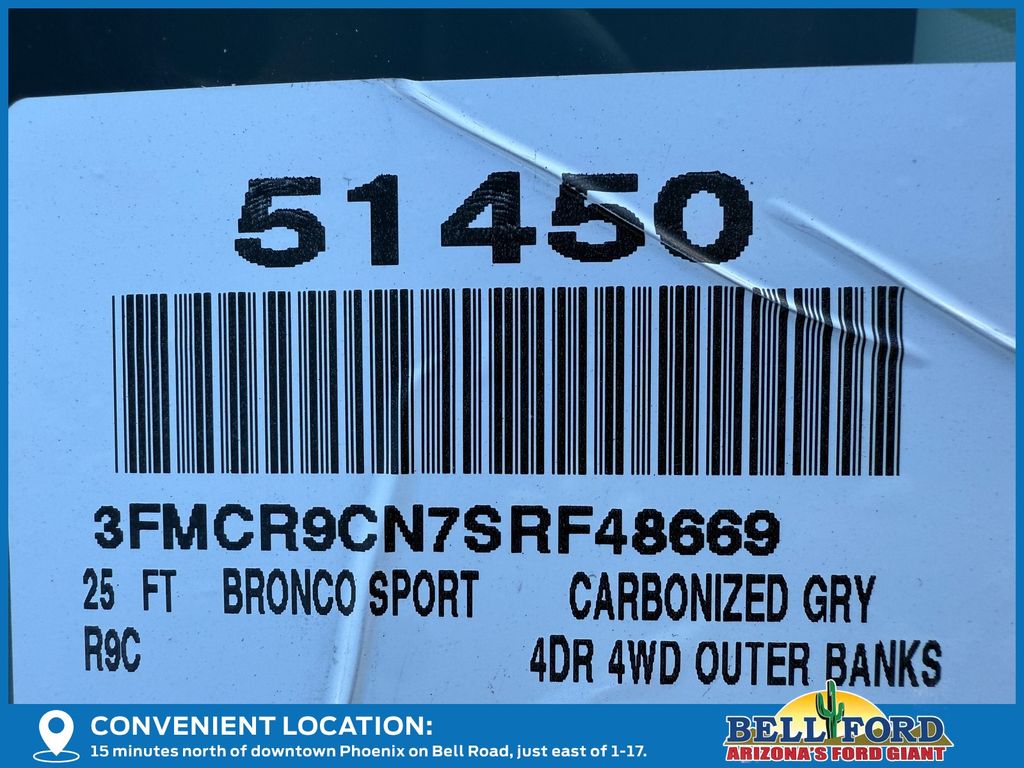 51450
3FMCR9CN7SRF48669
25 FT BRONCO SPORT CARBONIZED GRY
R9C 4DR 4WD OUTER BANKS
CONVENIENT LOCATION:
15 minutes north of downtown Phoenix on Bell Road, just east of 1-17.
BELL FORD
ARIZONA'S FORD GIANT